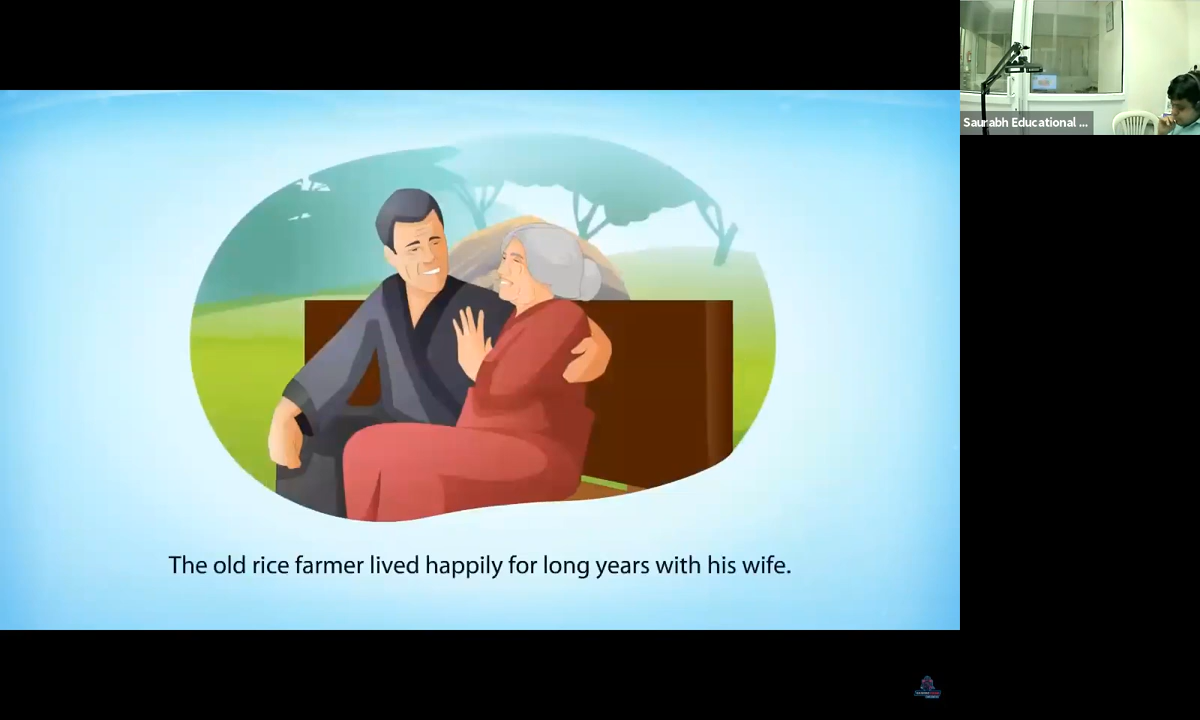 Saurabh Educational ...
The old rice farmer lived happily for long years with his wife.